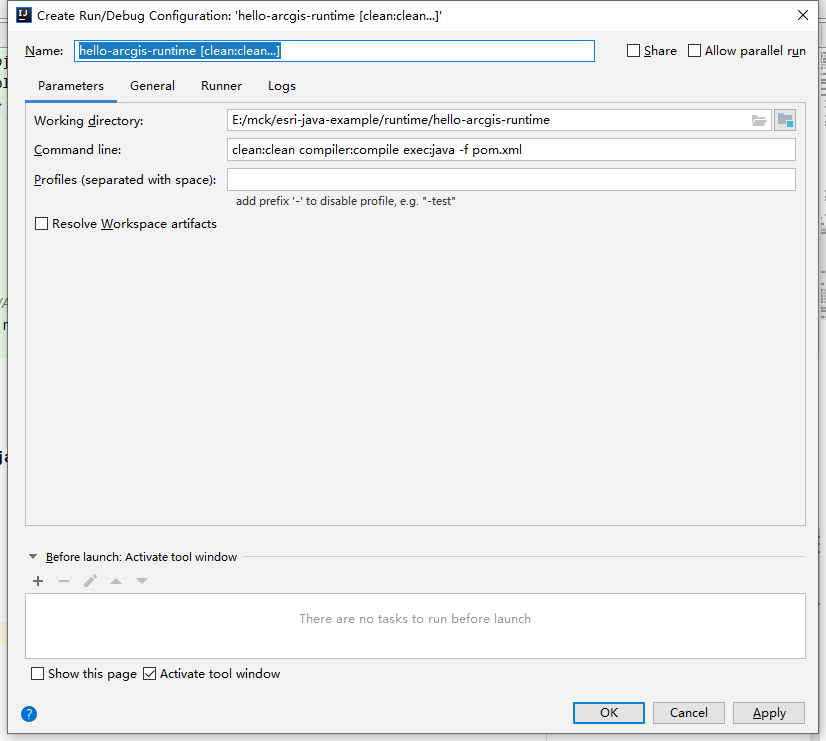 Create Run/Debug Configuration: 'hello-arcgis-runtime [clean:clean...]'
Name: hello-arcgis-runtime [clean:clean...] Share Allow parallel run
Parameters General Runner Logs
Working directory: E:/mck/esri-java-example/runtime/hello-arcgis-runtime
Command line: clean:clean compiler:compile exec:java -f pom.xml
Profiles (separated with space):
add prefix '-' to disable profile, e.g. "-test"
Resolve Workspace artifacts
Before launch: Activate tool window
There are no tasks to run before launch
Show this page Activate tool window
? OK Cancel Apply